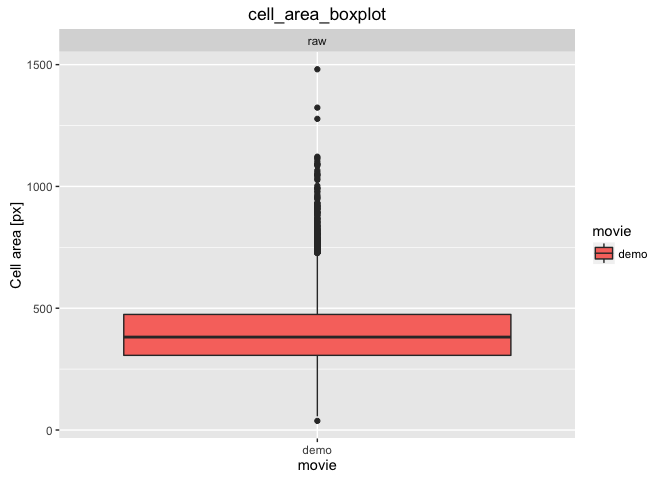 cell_area_boxplot
raw
1500
1000
500
0
Cell area [px]
demo
movie
movie
demo